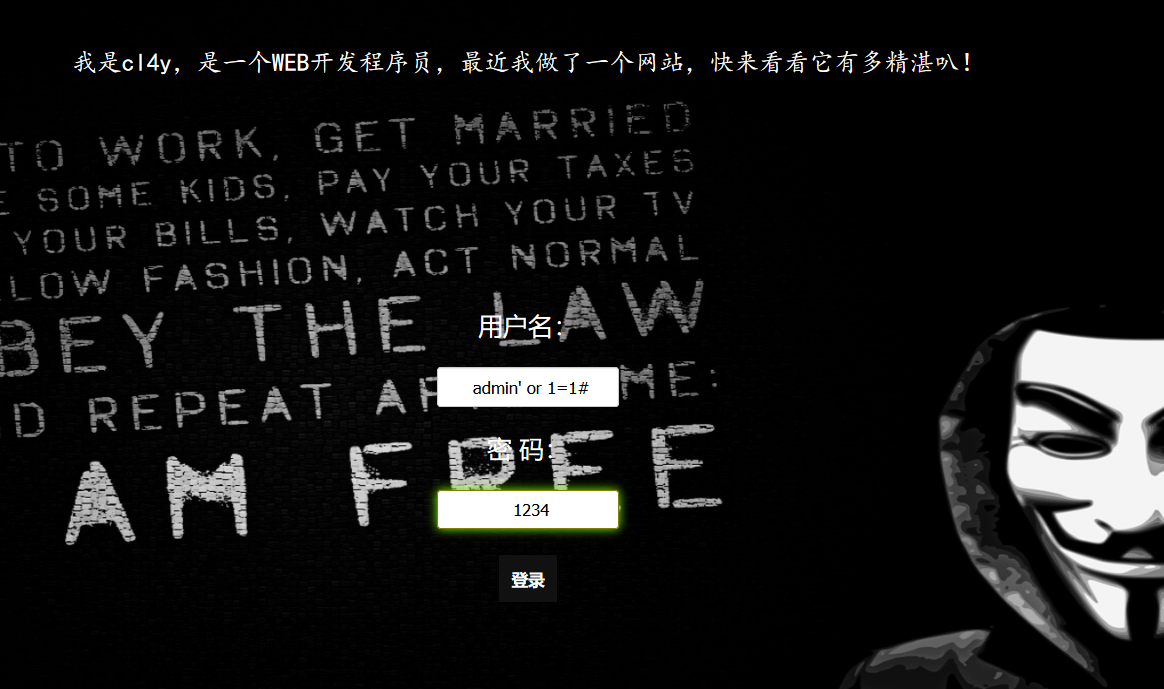 我是cl4y，是一个WEB开发程序员，最近我做了一个网站，快来看看它有多精湛叭！
TO WORK, GET MARRIED
SOME KIDS, PAY YOUR TAXES
YOUR BILLS, WATCH YOUR TV
LLOW FASHION, ACT NORMAL
BEY THE LAW
用户名：
D REPEAT AF ME:
admin' or 1=1#
密 码：
AM FREE
1234
登录